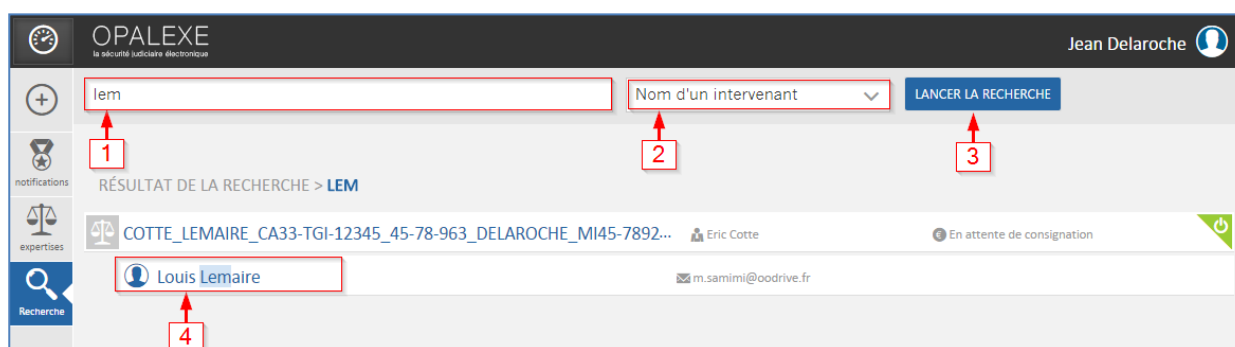 OPALEXE
la sécurité judiciaire électronique
Jean Delaroche
lem
Nom d'un intervenant
LANCER LA RECHERCHE
1
2
3
notifications
RÉSULTAT DE LA RECHERCHE > LEM
expertises
COTTE_LEMAIRE_CA33-TGI-12345_45-78-963_DELAROCHE_MI45-7892...
Eric Cotte
En attente de consignation
Louis Lemaire
m.samimi@oodrive.fr
Recherche
4